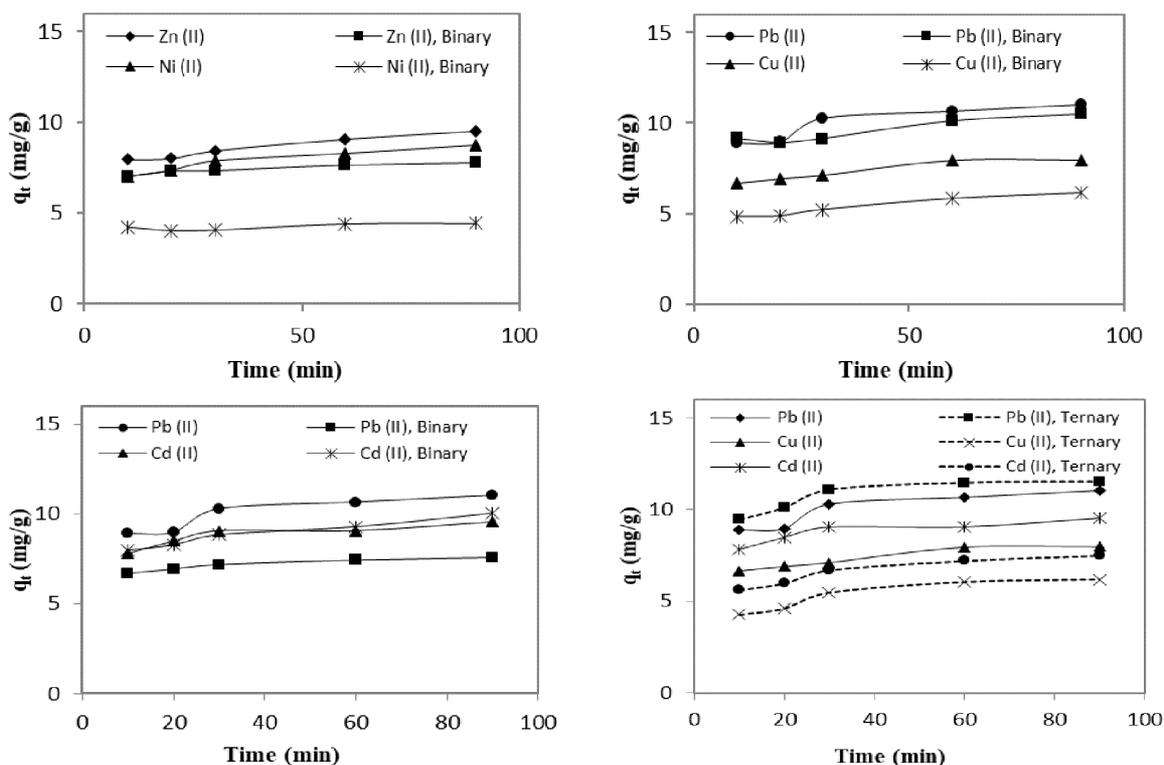 15
Zn (II)
Zn (II), Binary
Ni (II)
Ni (II), Binary
10
5
0
0
50
100
qt (mg/g)
Time (min)
15
Pb (II)
Pb (II), Binary
Cu (II)
Cu (II), Binary
10
5
0
0
50
100
qt (mg/g)
Time (min)
15
Pb (II)
Pb (II), Binary
Cd (II)
Cd (II), Binary
10
5
0
0 20 40 60 80 100
qt (mg/g)
Time (min)
15
Pb (II)
Pb (II), Ternary
Cu (II)
Cu (II), Ternary
Cd (II)
Cd (II), Ternary
10
5
0
0 20 40 60 80 100
qt (mg/g)
Time (min)